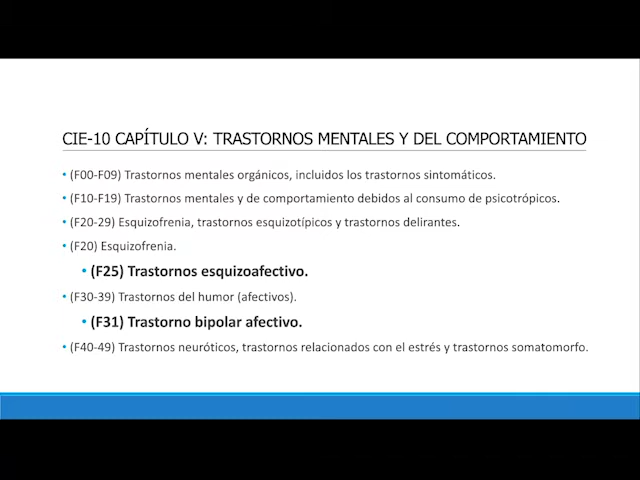 CIE-10 CAPÍTULO V: TRASTORNOS MENTALES Y DEL COMPORTAMIENTO
• (F00-F09) Trastornos mentales orgánicos, incluidos los trastornos sintomáticos.
• (F10-F19) Trastornos mentales y de comportamiento debidos al consumo de psicotrópicos.
• (F20-29) Esquizofrenia, trastornos esquizotípicos y trastornos delirantes.
• (F20) Esquizofrenia.
• (F25) Trastornos esquizoafectivo.
• (F30-39) Trastornos del humor (afectivos).
• (F31) Trastorno bipolar afectivo.
• (F40-49) Trastornos neuróticos, trastornos relacionados con el estrés y trastornos somatomorfo.